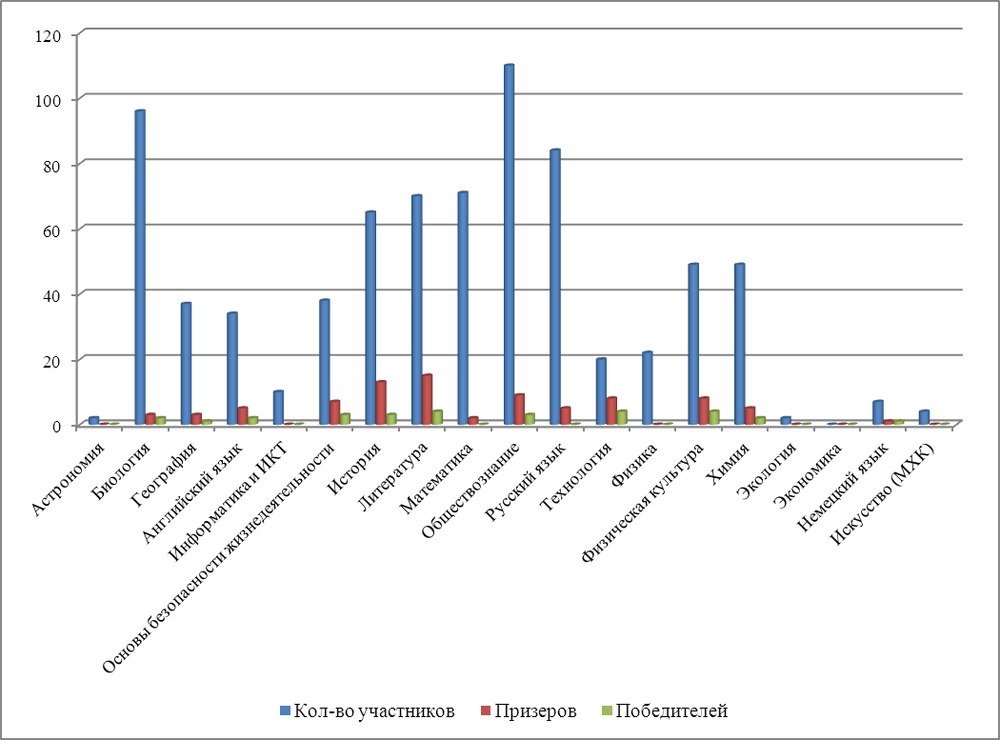 120
100
80
60
40
20
0
Астрономия
Биология
География
Английский язык
Информатика и ИКТ
Основы безопасности жизнедеятельности
История
Литература
Математика
Обществознание
Русский язык
Технология
Физика
Физическая культура
Химия
Экология
Экономика
Немецкий язык
Искусство (МХК)
Кол-во участников Призеров Победителей